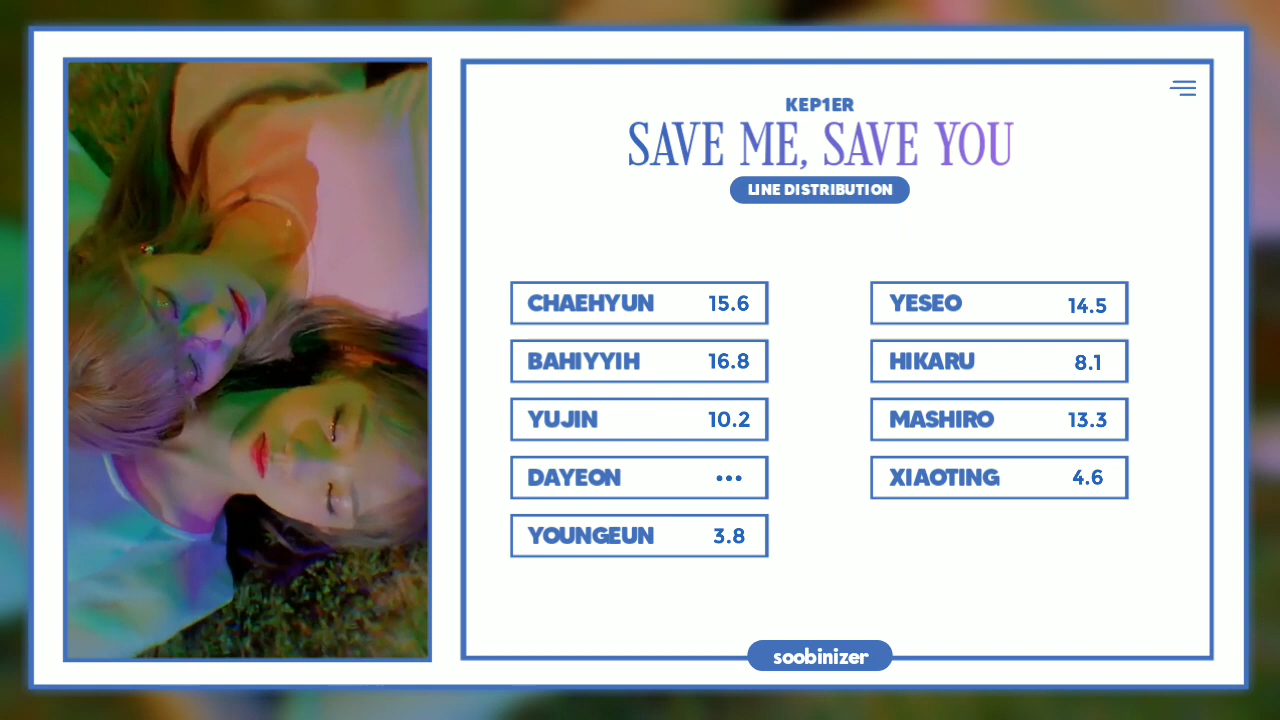 KEP1ER
SAVE ME, SAVE YOU
LINE DISTRIBUTION
CHAEHYUN 15.6
BAHIYYIH 16.8
YUJIN 10.2
DAYEON •••
YOUNGEUN 3.8
YESEO 14.5
HIKARU 8.1
MASHIRO 13.3
XIAOTING 4.6
soobinizer